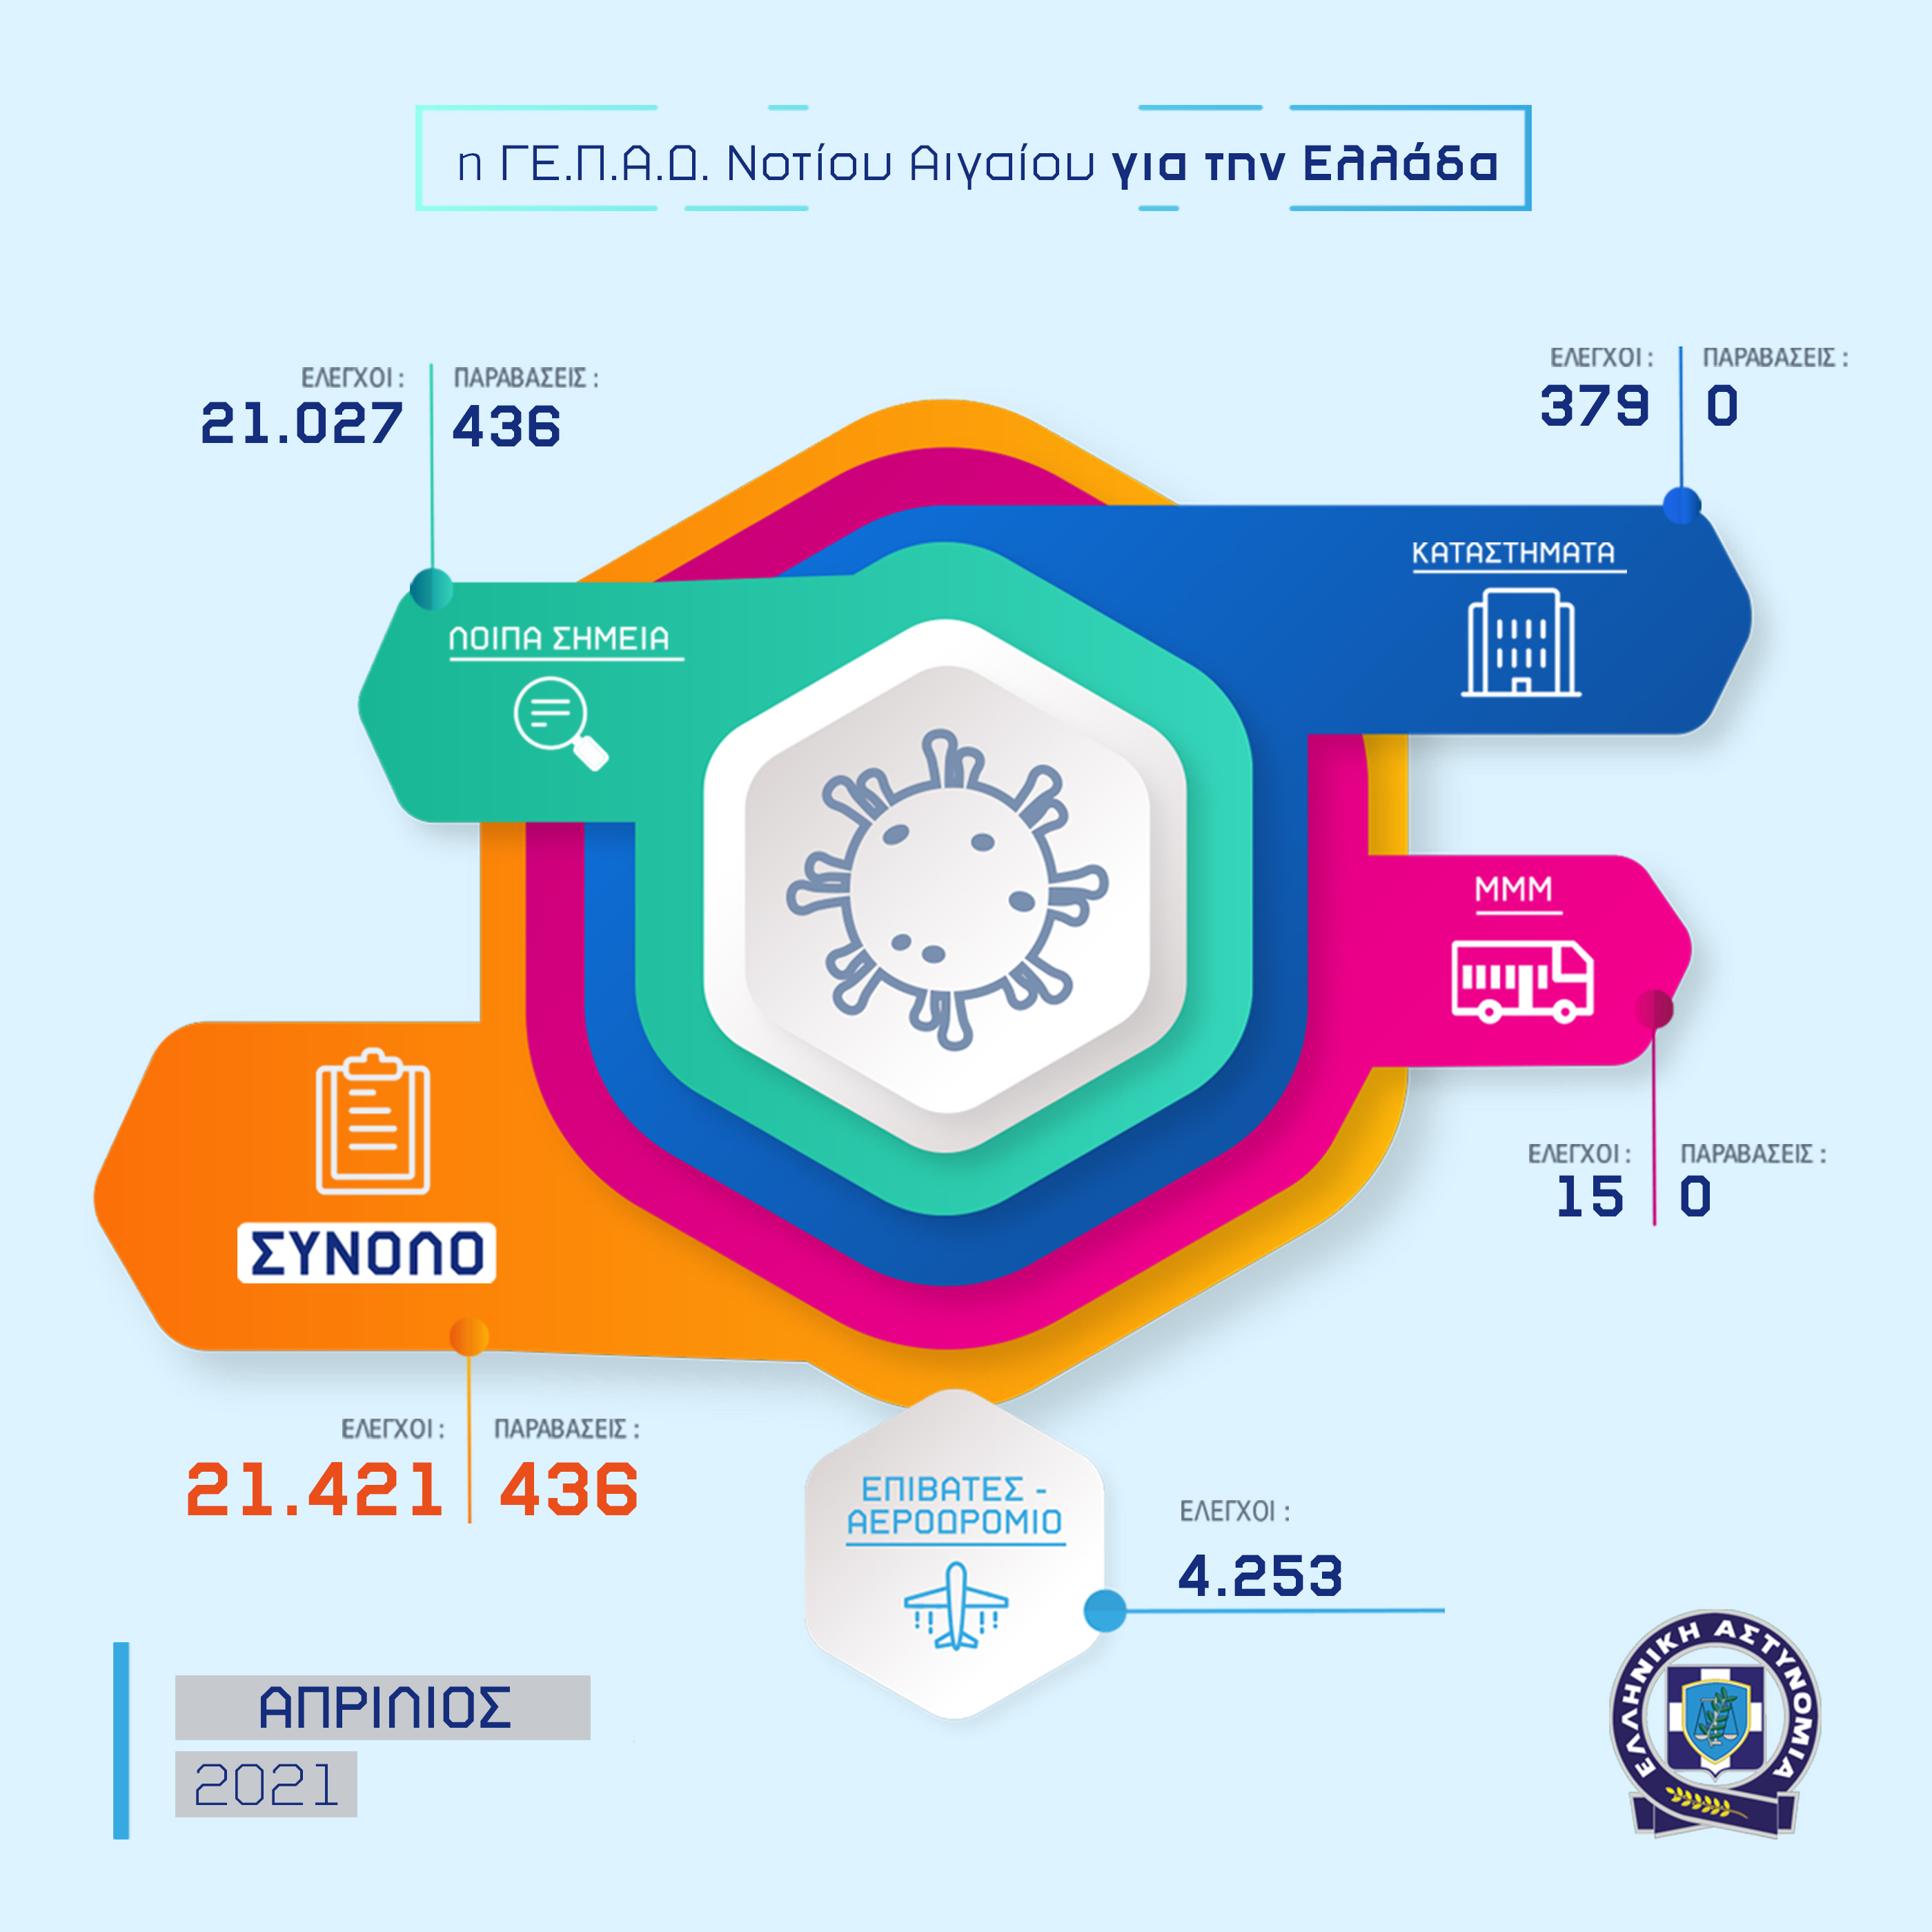 η ΓΕ.Π.Α.Δ. Νοτίου Αιγαίου για την Ελλάδα
ΕΛΕΓΧΟΙ : ΠΑΡΑΒΑΣΕΙΣ :
21.027 436
ΕΛΕΓΧΟΙ : ΠΑΡΑΒΑΣΕΙΣ :
379 0
ΚΑΤΑΣΤΗΜΑΤΑ
ΛΟΙΠΑ ΣΗΜΕΙΑ
ΜΜΜ
ΕΛΕΓΧΟΙ : ΠΑΡΑΒΑΣΕΙΣ :
15 0
ΣΥΝΟΛΟ
ΕΛΕΓΧΟΙ : ΠΑΡΑΒΑΣΕΙΣ :
21.421 436
ΕΠΙΒΑΤΕΣ -
ΑΕΡΟΔΡΟΜΙΟ
ΕΛΕΓΧΟΙ :
4.253
ΑΠΡΙΛΙΟΣ
2021
ΕΛΛΗΝΙΚΗ ΑΣΤΥΝΟΜΙΑ